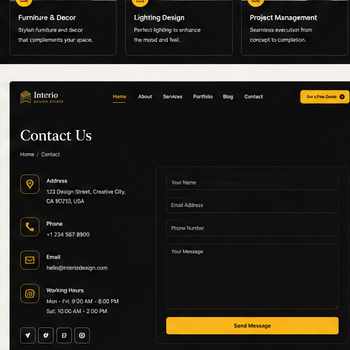 Furniture & Decor
Stylish furniture and decor
that complements your space.
Lighting Design
Perfect lighting to enhance
the mood and feel.
Project Management
Seamless execution from
concept to completion.
Interio
Home About Services Portfolio Blog Contact
Get a Free Quote
Contact Us
Home / Contact
Address
123 Design Street, Creative City,
CA 90210, USA
Phone
+1 234 567 8900
Email
hello@interiodesign.com
Working Hours
Mon - Fri: 9:00 AM - 6:00 PM
Sat: 10:00 AM - 2:00 PM
Your Name
Email Address
Phone Number
Your Message
Send Message